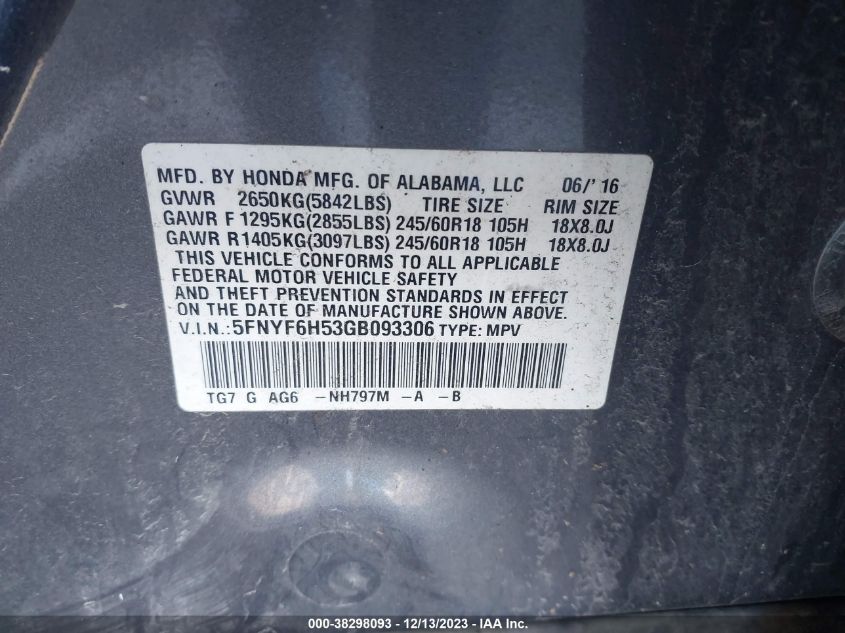 MFD. BY HONDA MFG. OF ALABAMA, LLC 06/'16
GVWR 2650KG(5842LBS) TIRE SIZE RIM SIZE
GAWR F 1295KG(2855LBS) 245/60R18 105H 18X8.0J
GAWR R1405KG(3097LBS) 245/60R18 105H 18X8.0J
THIS VEHICLE CONFORMS TO ALL APPLICABLE
FEDERAL MOTOR VEHICLE SAFETY
AND THEFT PREVENTION STANDARDS IN EFFECT
ON THE DATE OF MANUFACTURE SHOWN ABOVE.
V.I.N.:5FNYF6H53GB093306 TYPE: MPV
TG7 G AG6 -NH797M -A -B
000-38298093 - 12/13/2023 - IAA Inc.